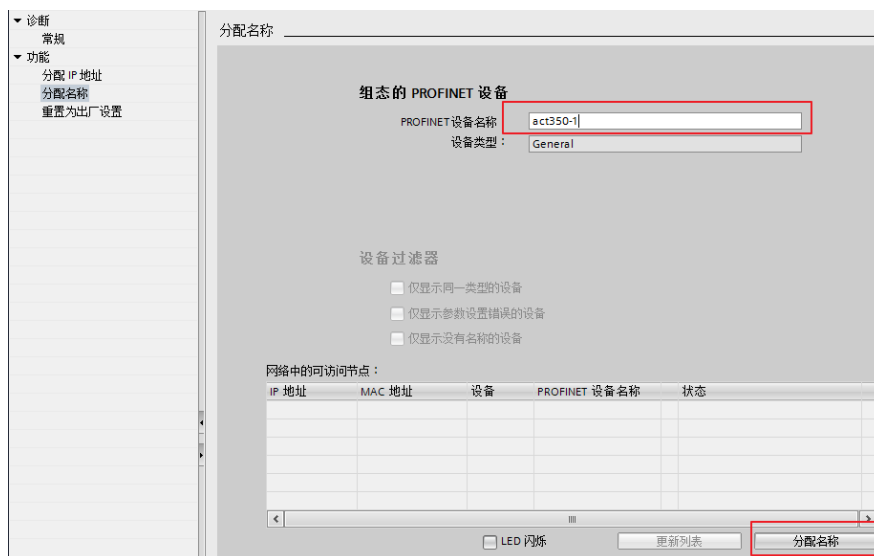 诊断
常规
功能
分配 IP 地址
分配名称
重置为出厂设置
分配名称
组态的 PROFINET 设备
PROFINET设备名称
act350-1
设备类型：
General
设备过滤器
仅显示同一类型的设备
仅显示参数设置错误的设备
仅显示没有名称的设备
网络中的可访问节点：
IP 地址 MAC 地址 设备 PROFINET 设备名称 状态
LED 闪烁 更新列表 分配名称